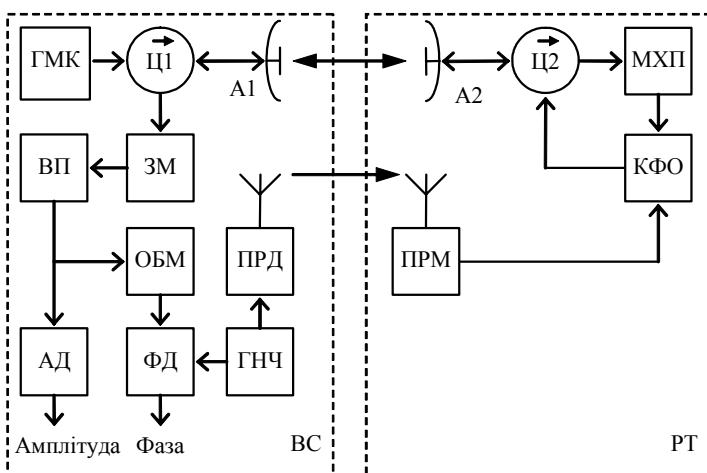 ГМК
Ц1
А1
А2
Ц2
МХП
ВП
ЗМ
КФО
ОБМ
ПРД
ПРМ
АД
ФД
ГНЧ
Амплітуда
Фаза
ВС
РТ